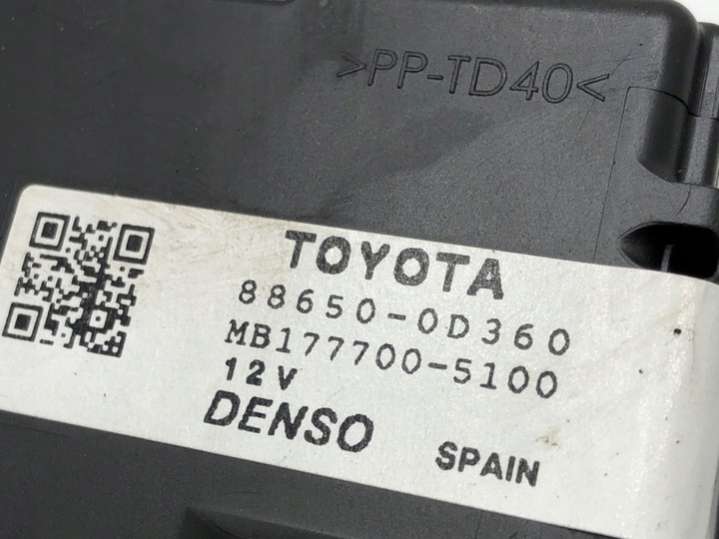 >PP-TD40<
TOYOTA
88650-0D360
MB177700-5100
12V
DENSO
SPAIN